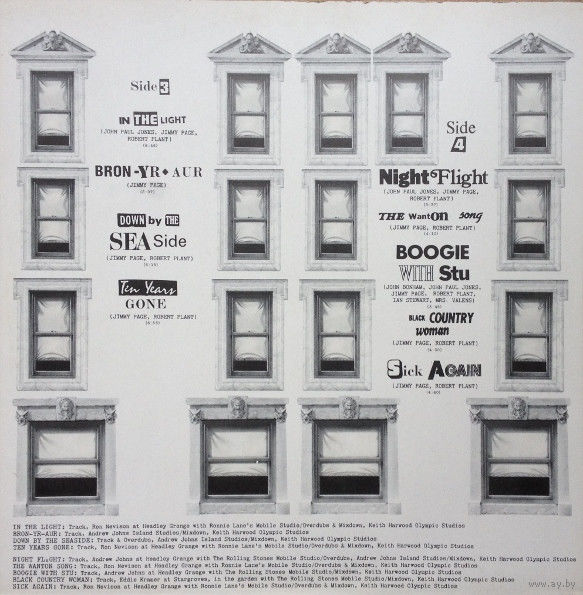 Side 3
IN THE LIGHT
(JOHN PAUL JONES, JIMMY PAGE,
ROBERT PLANT)
BRON-YR•AUR
(JIMMY PAGE)
DOWN by THE
SEA Side
(JIMMY PAGE, ROBERT PLANT)
Ten Years
GONE
(JIMMY PAGE, ROBERT PLANT)
Side
4
Night Flight
(JOHN PAUL JONES, JIMMY PAGE,
ROBERT PLANT)
THE WantON song
(JIMMY PAGE, ROBERT PLANT)
BOOGIE
WITH Stu
(JOHN BONHAM, JOHN PAUL JONES,
JIMMY PAGE, ROBERT PLANT,
IAN STEWART, MRS. VALENS)
BLACK COUNTRY
woman
(JIMMY PAGE, ROBERT PLANT)
Sick AGAIN
(JIMMY PAGE, ROBERT PLANT)
IN THE LIGHT: Track, Ron Nevison at Headley Grange with Ronnie Lane's Mobile Studio/Overdubs & Mixdown, Keith Harwood Olympic Studios
BRON-YR-AUR: Track, Andrew Johns Island Studios/Mixdown, Keith Harwood Olympic Studios
DOWN BY THE SEASIDE: Track & Overdubs, Andrew Johns Island Studios/Mixdown, Keith Harwood Olympic Studios
TEN YEARS GONE: Track, Ron Nevison at Headley Grange with Ronnie Lane's Mobile Studio/Overdubs & Mixdown, Keith Harwood Olympic Studios
NIGHT FLIGHT: Track, Andrew Johns at Headley Grange with The Rolling Stones Mobile Studio/Overdubs, Andrew Johns Island Studios/Mixdown, Keith Harwood Olympic Studios
THE WANTON SONG: Track, Ron Nevison at Headley Grange with Ronnie Lane's Mobile Studio/Overdubs & Mixdown, Keith Harwood Olympic Studios
BOOGIE WITH STU: Track, Andrew Johns at Headley Grange with The Rolling Stones Mobile Studio/Mixdown, Keith Harwood Olympic Studios
BLACK COUNTRY WOMAN: Track, Eddie Kramer at Stargroves, in the garden with The Rolling Stones Mobile Studio/Mixdown, Keith Harwood Olympic Studios
SICK AGAIN: Track, Ron Nevison at Headley Grange with Ronnie Lane's Mobile Studio/Overdubs & Mixdown, Keith Harwood Olympic Studios
www.ay.by